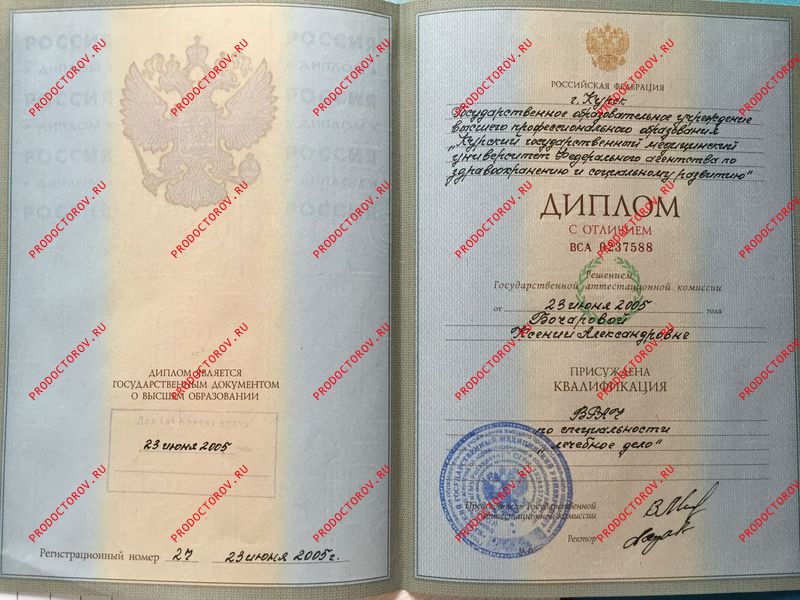 РОССИЯ
ДИПЛОМ ЯВЛЯЕТСЯ
ГОСУДАРСТВЕННЫМ ДОКУМЕНТОМ
О ВЫСШЕМ ОБРАЗОВАНИИ
23 июня 2005
Регистрационный номер 27 23 июня 2005 г.
РОССИЙСКАЯ ФЕДЕРАЦИЯ
г. Курск
Государственное образовательное учреждение
высшего профессионального образования
„Курский государственный медицинский
университет Федерального агентства по
здравоохранению и социальному развитию"
ДИПЛОМ
С ОТЛИЧИЕМ
ВСА 0237588
Решением
Государственной аттестационной комиссии
от 23 июня 2005 года
Бочаровой
Ксении Александровне
ПРИСУЖДЕНА
КВАЛИФИКАЦИЯ
ВРАЧ
по специальности
„лечебное дело"
Председатель Государственной
аттестационной комиссии
Ректор
М.П.
PRODOCTOROV.RU